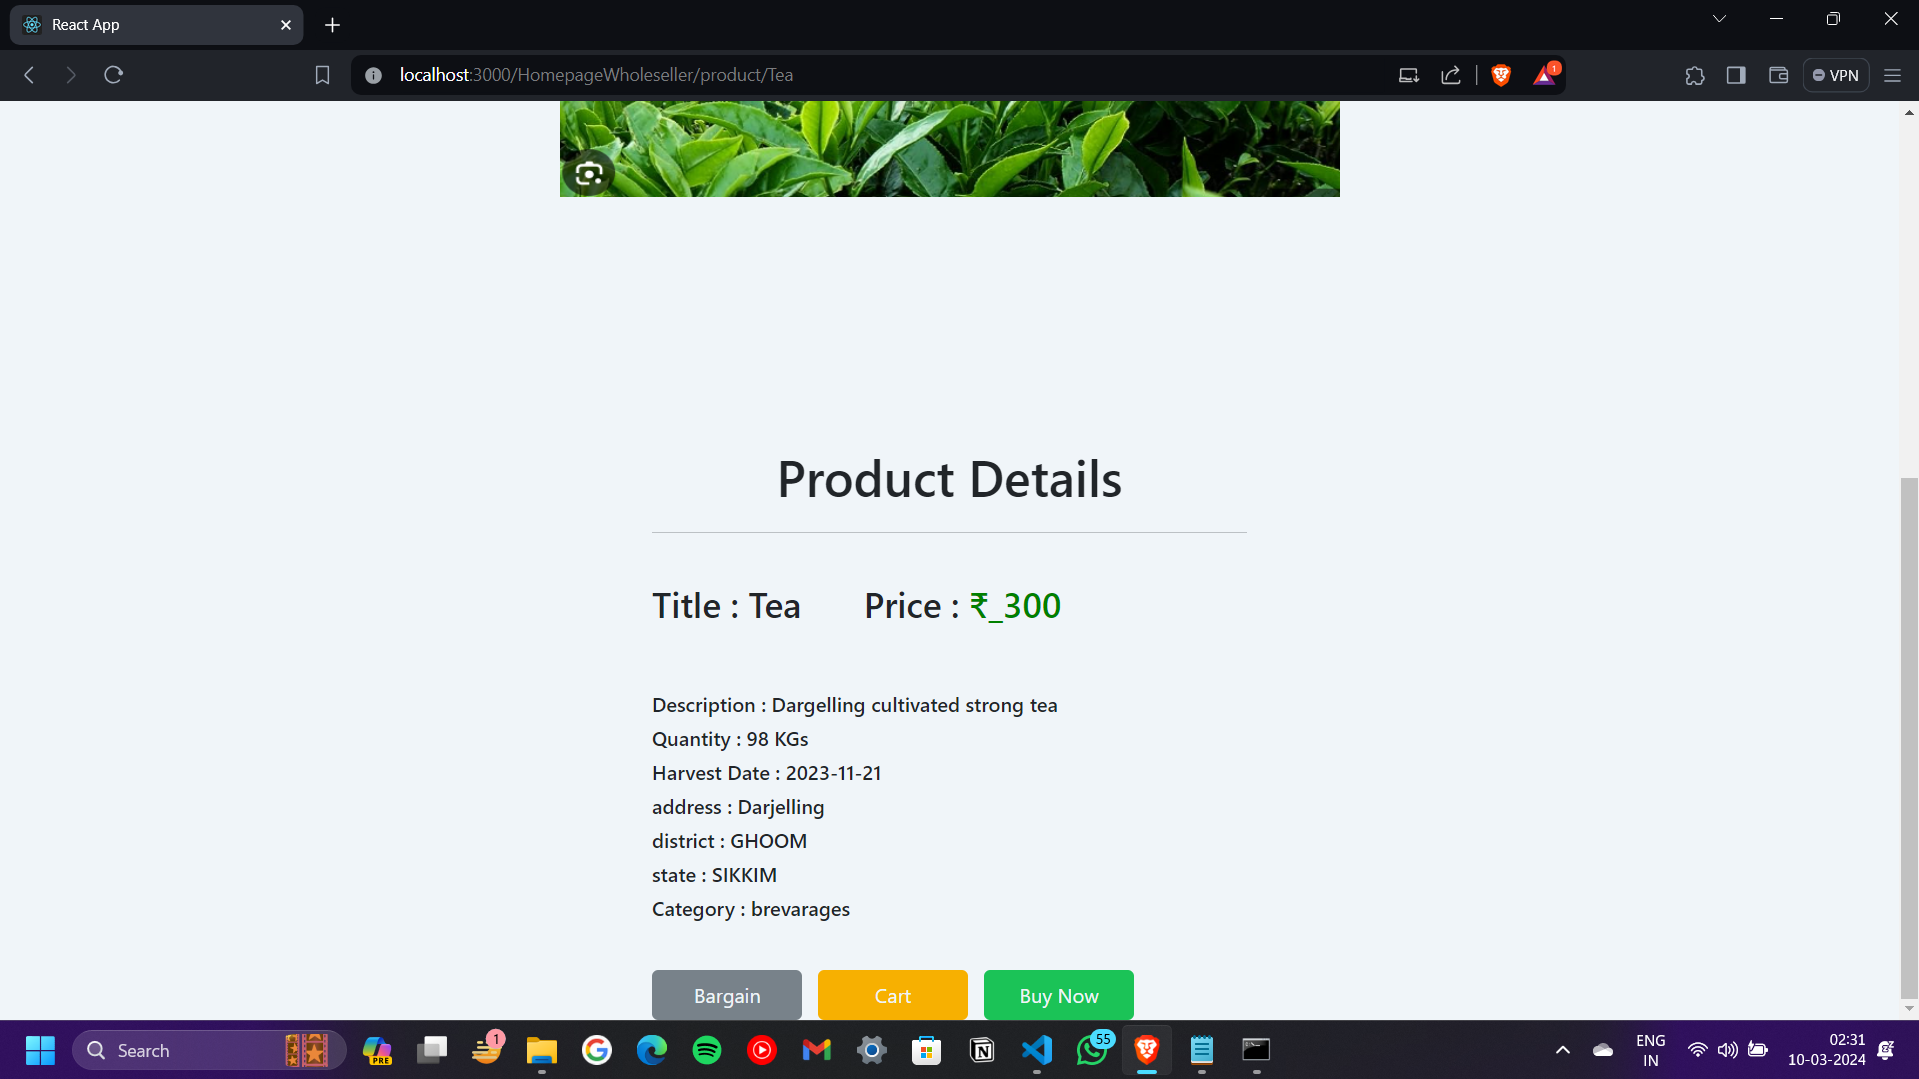 React App
localhost:3000/HomepageWholeseller/product/Tea
1
VPN
Product Details
Title : Tea Price : ₹_300
Description : Dargelling cultivated strong tea
Quantity : 98 KGs
Harvest Date : 2023-11-21
address : Darjelling
district : GHOOM
state : SIKKIM
Category : brevarages
Bargain Cart Buy Now
Search
PRE
1
55
ENG
IN
02:31
10-03-2024